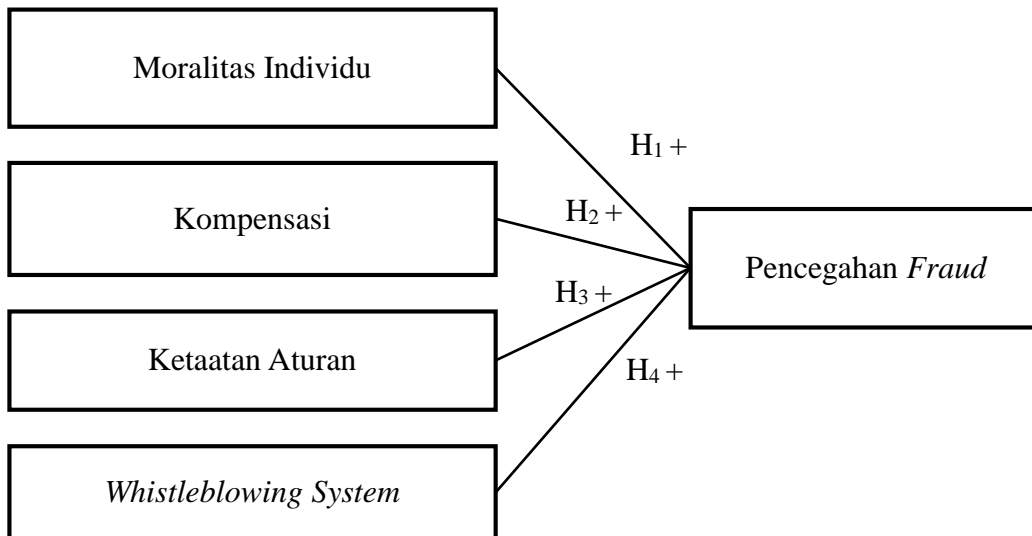 Moralitas Individu
H₁ +
Kompensasi
H₂ +
Pencegahan Fraud
H₃ +
Ketaatan Aturan
H₄ +
Whistleblowing System